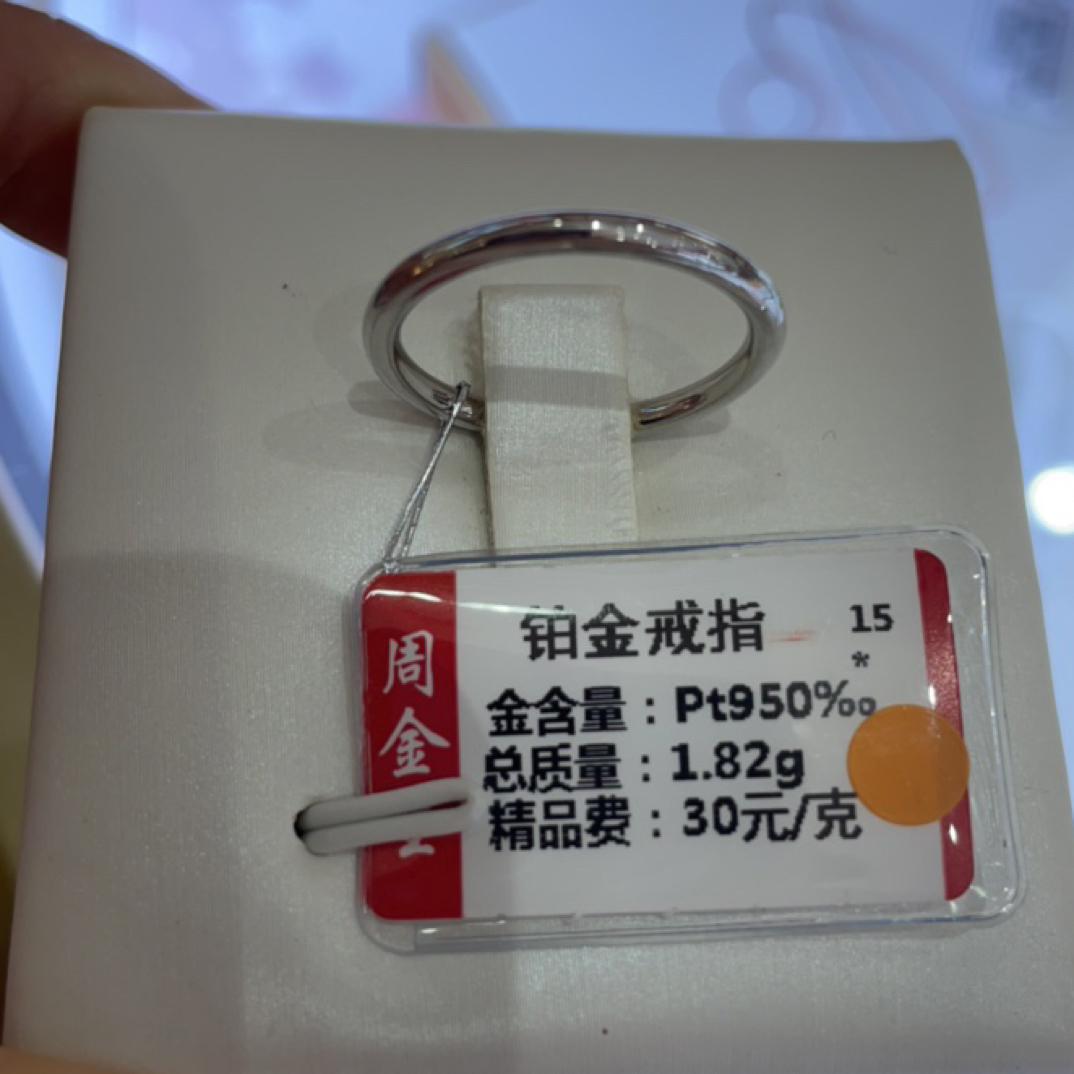 周金
铂金戒指
15
*
金含量：Pt950‰
总质量：1.82g
精品费：30元/克